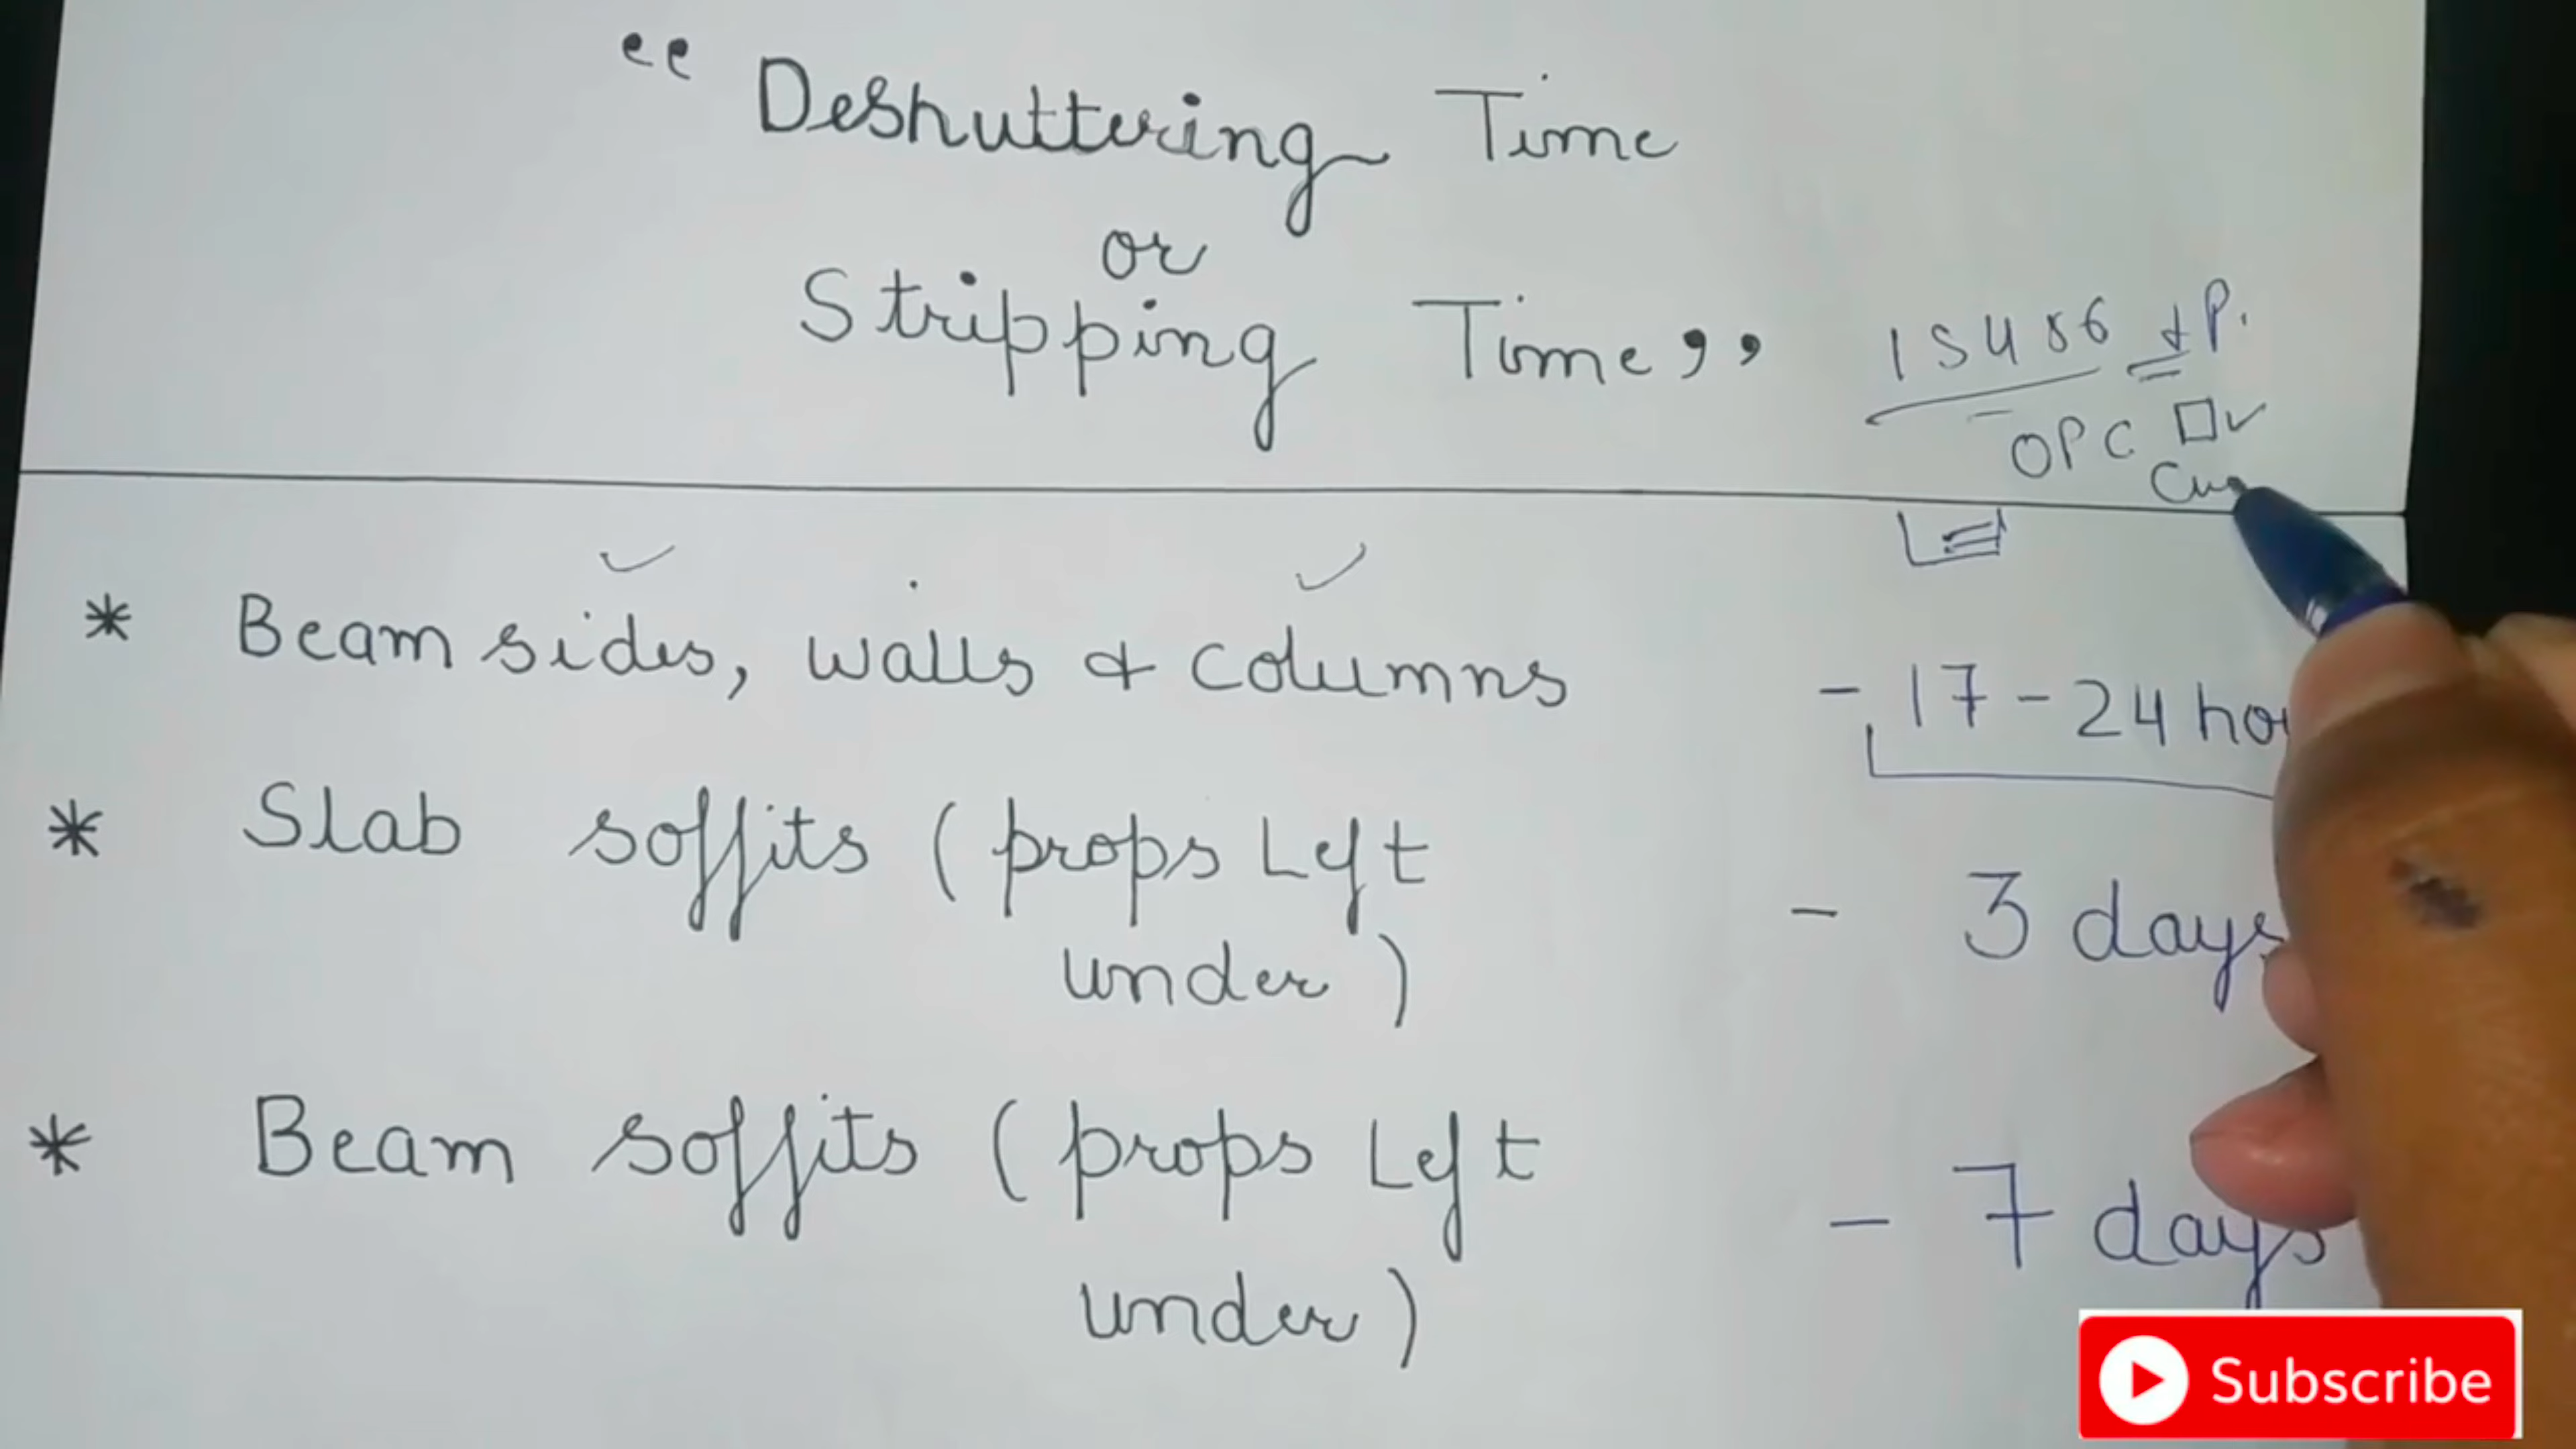 “ Deshuttering Time
or
Stripping Time”
IS 456 & P.
OPC
* Beam sides, walls & columns - 17-24 ho
* Slab soffits (props Left - 3 days
under)
* Beam soffits (props Left - 7 days
under)
Subscribe